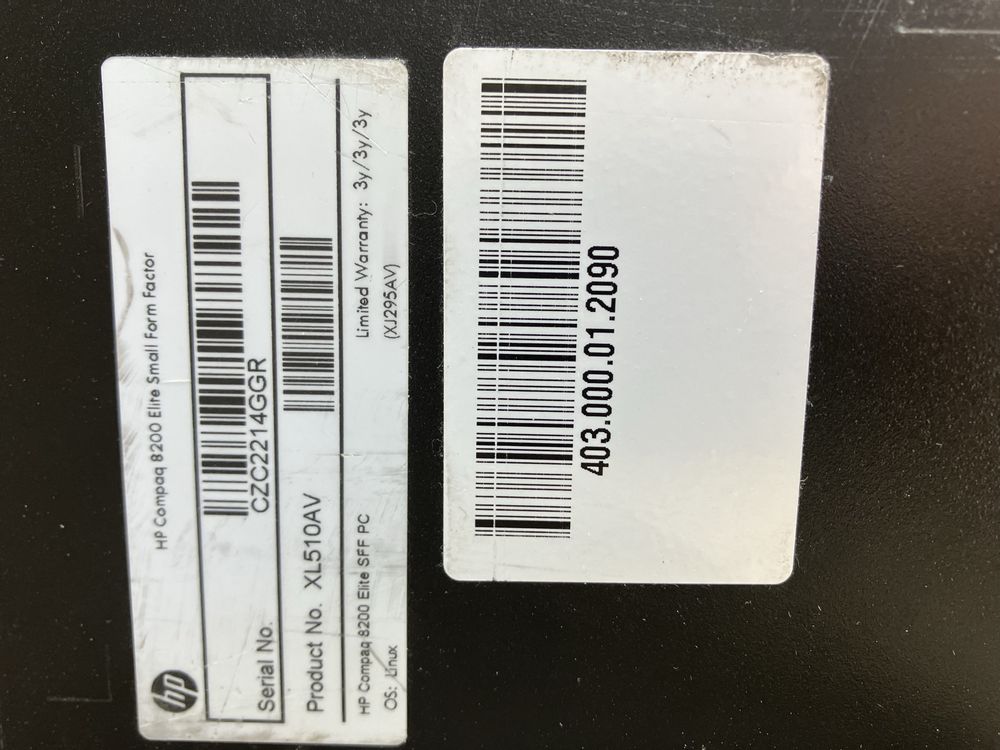 HP Compaq 8200 Elite Small Form Factor
hp
Serial No.
CZC2214GGR
Product No. XL510AV
HP Compaq 8200 Elite SFF PC
Limited Warranty: 3y/3y/3y
OS: Linux
(XJ295AV)
403.000.01.2090